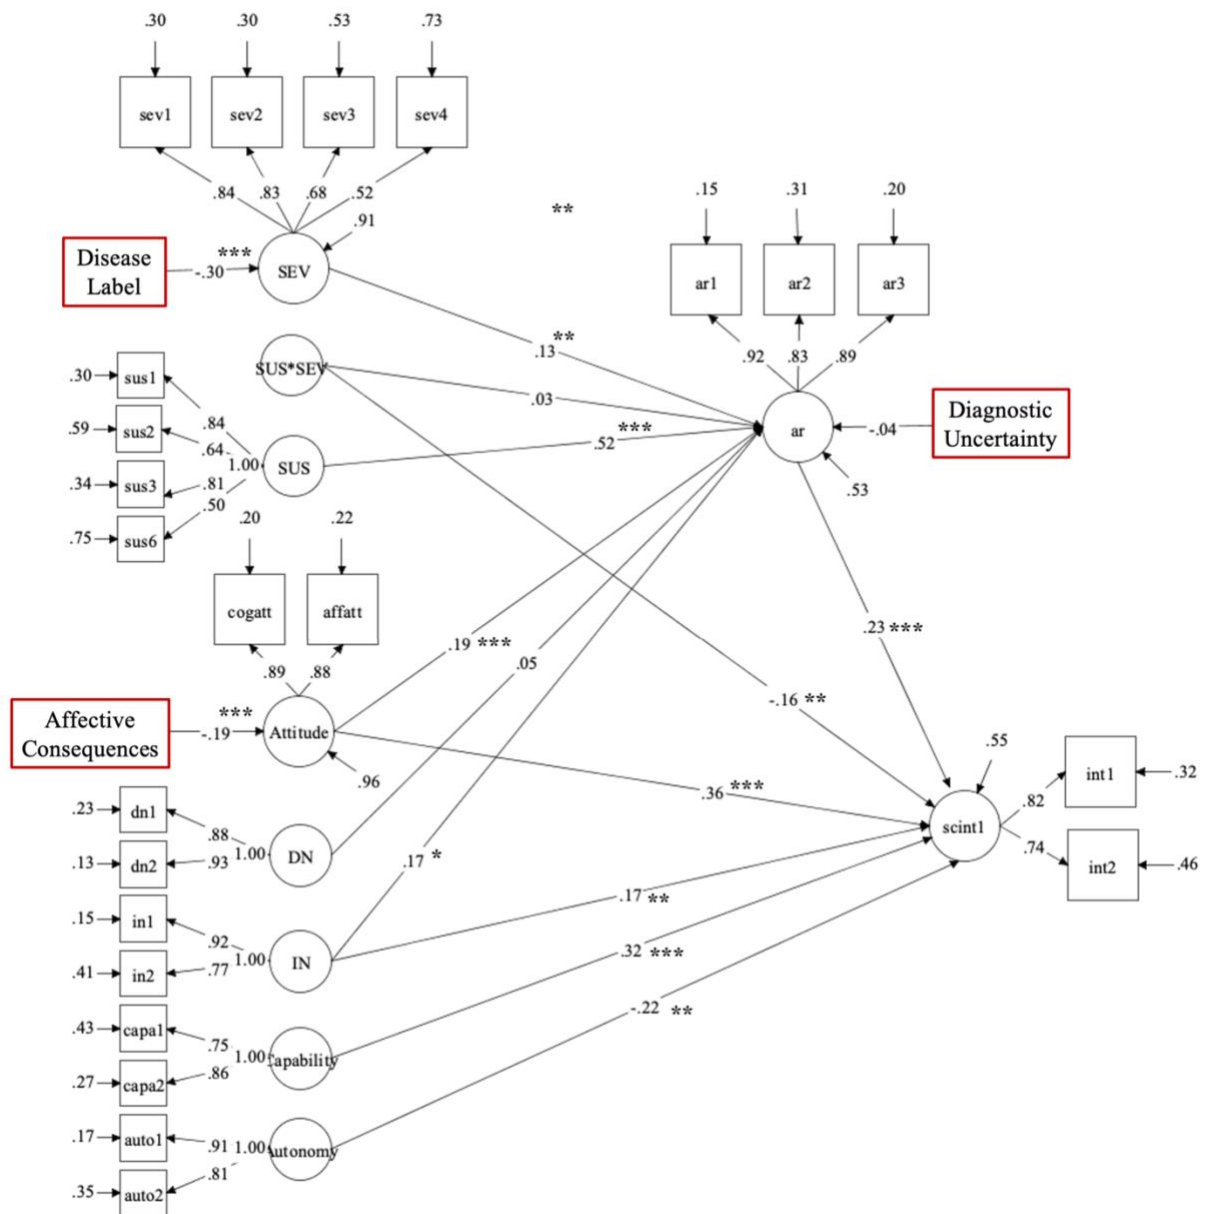 .30 .30 .53 .73
sev1 sev2 sev3 sev4
.84 .83 .68 .52
.91
**
Disease
Label
***
-.30
SEV
.15 .31 .20
ar1 ar2 ar3
.92 .83 .89
**
.13
SUS*SEV
.03
.30 sus1
.59 sus2
.34 sus3
.75 sus6
.84
.64
.81
.50
1.00
SUS
***
.52
ar
-.04
.53
Diagnostic
Uncertainty
.20 .22
cogatt affatt
.89 .88
.19 ***
.05
.23 ***
-.16 **
Affective
Consequences
***
-.19
Attitude
.96
.36 ***
.55
scint1
.82
.74
int1 .32
int2 .46
.23 dn1
.13 dn2
.88
.93
1.00
DN
.17 *
.15 in1
.41 in2
.92
.77
1.00
IN
.17 **
.32 ***
-.22 **
.43 capa1
.27 capa2
.75
.86
1.00
Capability
.17 auto1
.35 auto2
.91
.81
1.00
Autonomy